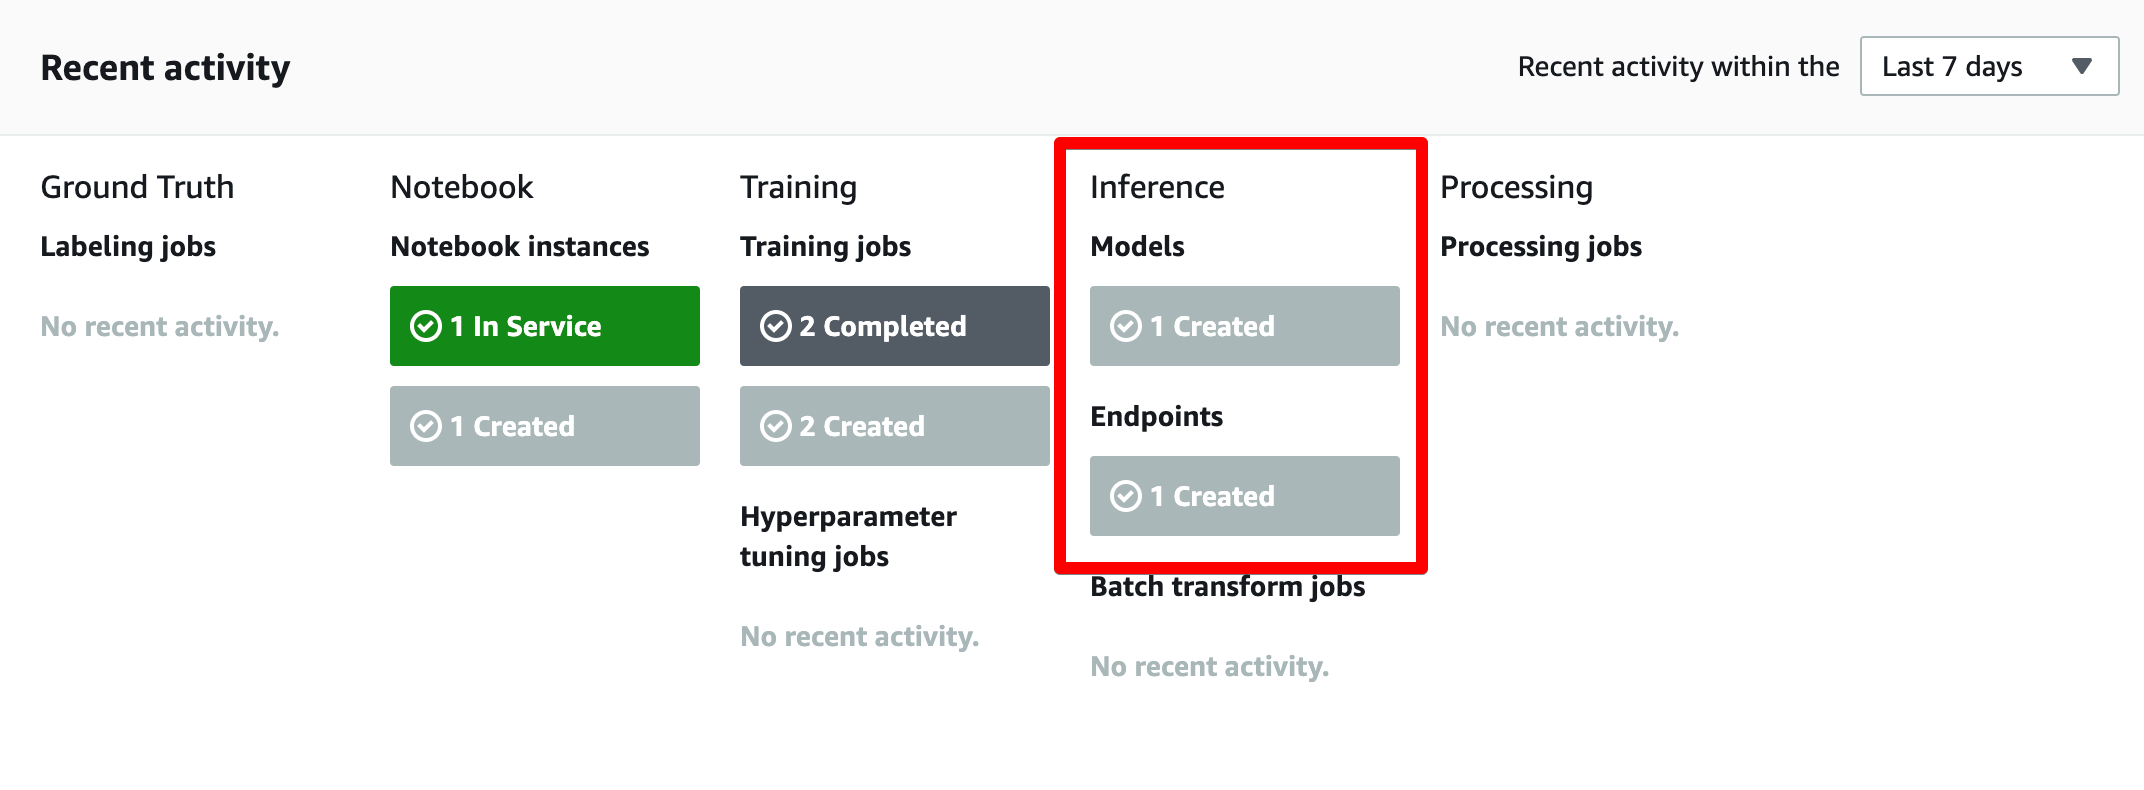 Recent activity
Recent activity within the
Last 7 days
Ground Truth
Labeling jobs
No recent activity.
Notebook
Notebook instances
1 In Service
1 Created
Training
Training jobs
2 Completed
2 Created
Hyperparameter
tuning jobs
No recent activity.
Inference
Models
1 Created
Endpoints
1 Created
Batch transform jobs
No recent activity.
Processing
Processing jobs
No recent activity.